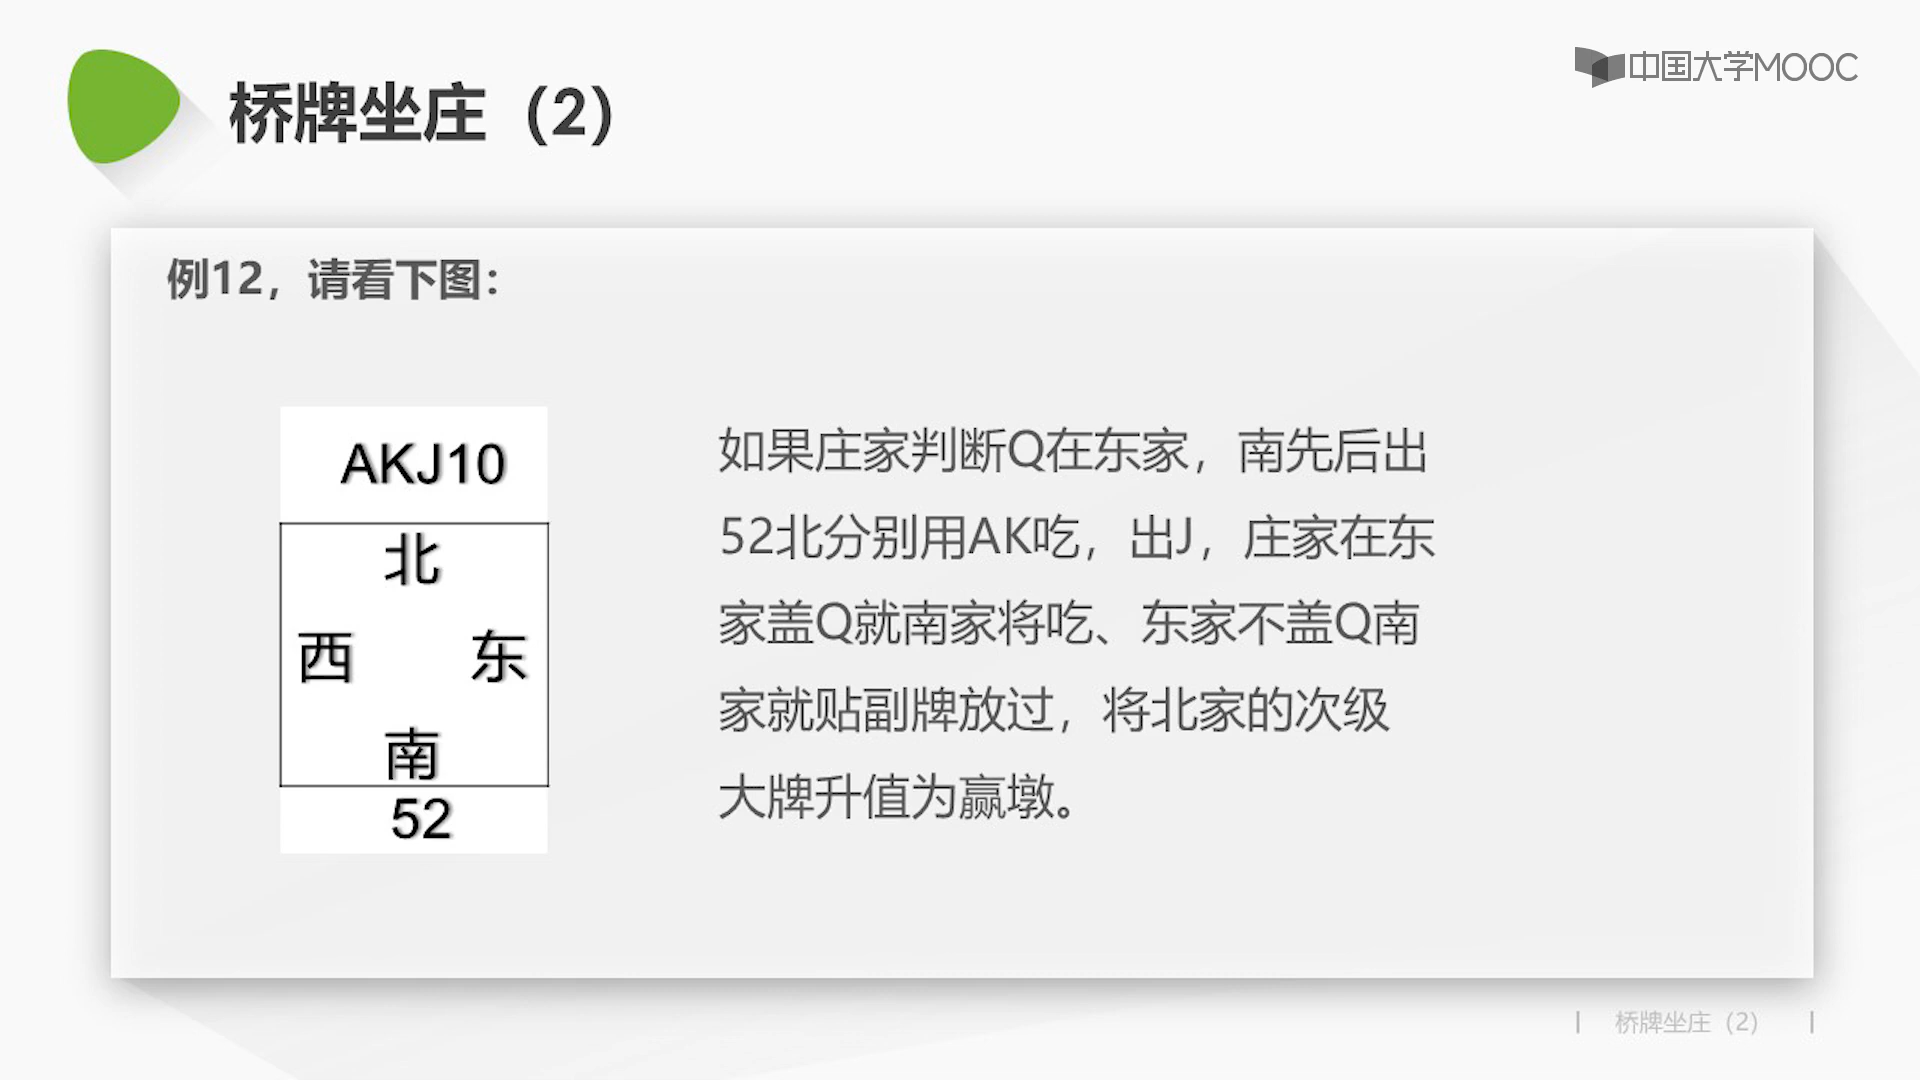 中国大学MOOC
桥牌坐庄（2）
例12，请看下图：
AKJ10
北
西 东
南
52
如果庄家判断Q在东家，南先后出
52北分别用AK吃，出J，庄家在东
家盖Q就南家将吃、东家不盖Q南
家就贴副牌放过，将北家的次级
大牌升值为赢墩。
桥牌坐庄（2）